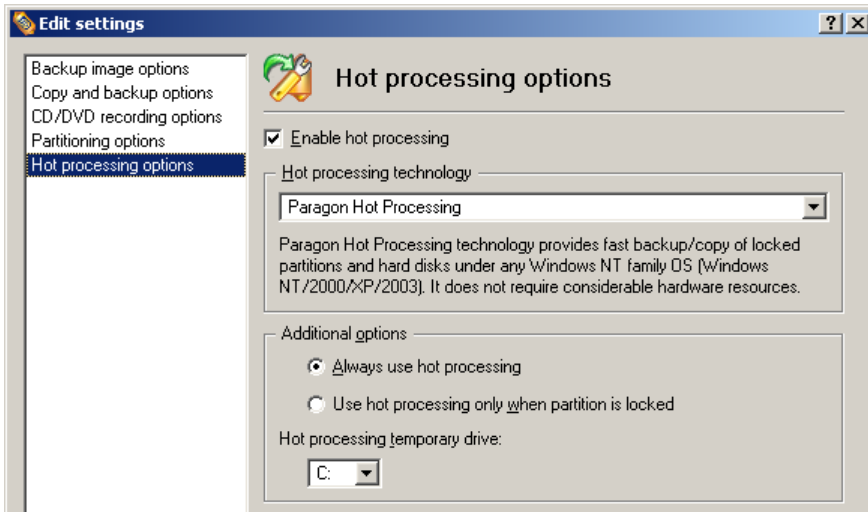 Edit settings
Backup image options
Copy and backup options
CD/DVD recording options
Partitioning options
Hot processing options
Hot processing options
Enable hot processing
Hot processing technology
Paragon Hot Processing
Paragon Hot Processing technology provides fast backup/copy of locked
partitions and hard disks under any Windows NT family OS (Windows
NT/2000/XP/2003). It does not require considerable hardware resources.
Additional options
Always use hot processing
Use hot processing only when partition is locked
Hot processing temporary drive:
C: